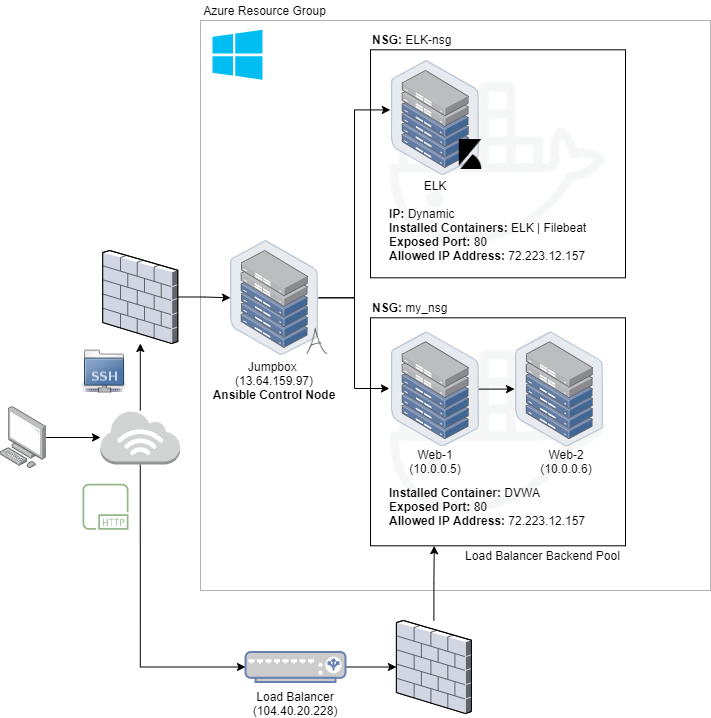 Azure Resource Group
NSG: ELK-nsg
ELK
IP: Dynamic
Installed Containers: ELK | Filebeat
Exposed Port: 80
Allowed IP Address: 72.223.12.157
NSG: my_nsg
Jumpbox
(13.64.159.97)
Ansible Control Node
SSH
Web-1
(10.0.0.5)
Web-2
(10.0.0.6)
Installed Container: DVWA
Exposed Port: 80
Allowed IP Address: 72.223.12.157
HTTP
Load Balancer Backend Pool
Load Balancer
(104.40.20.228)